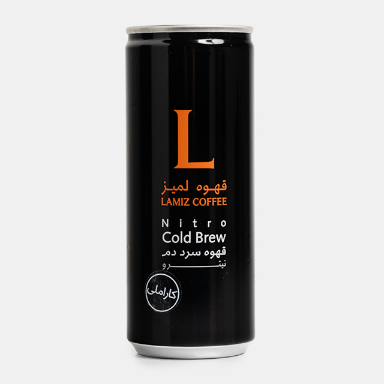 L
قهوه لمیز
LAMIZ COFFEE
Nitro
Cold Brew
قهوه سرد دم
نیترو
کاراملی